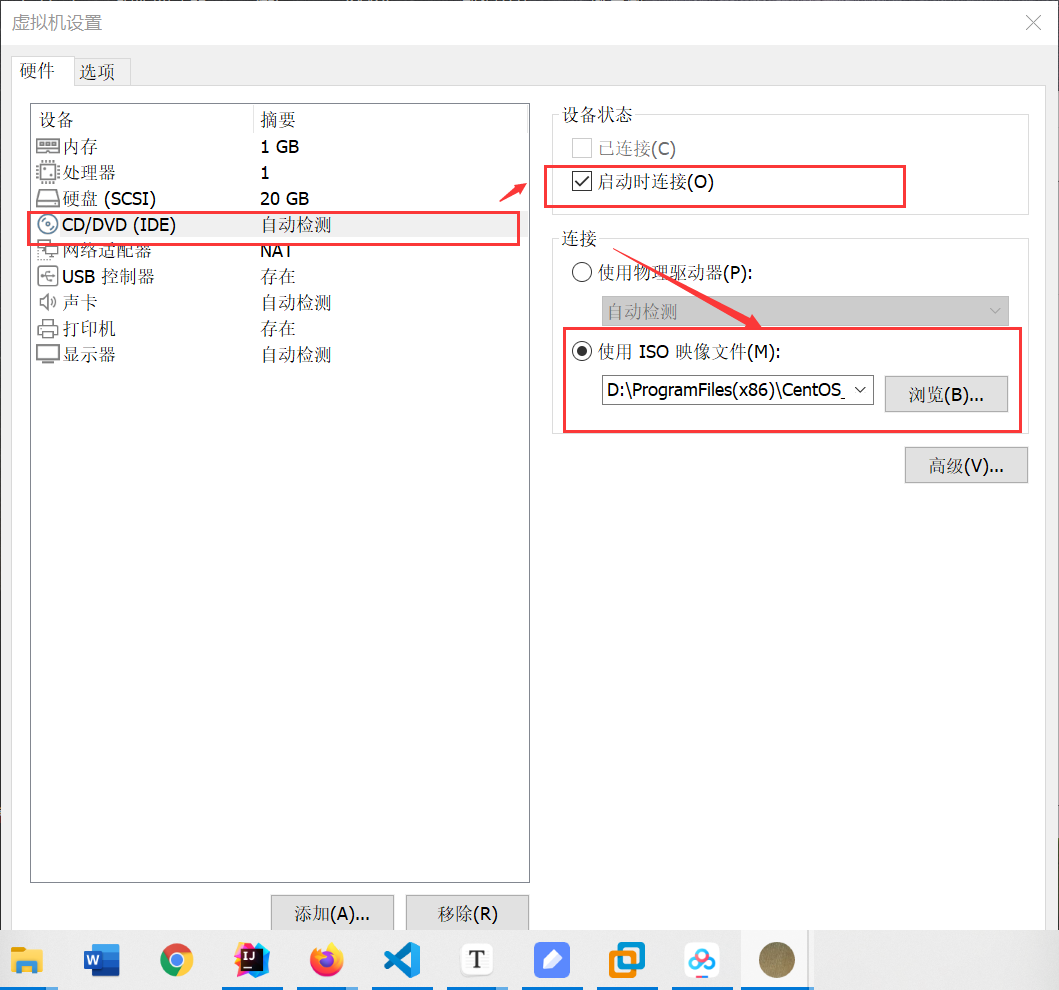 虚拟机设置
硬件 选项
设备 摘要
内存 1 GB
处理器 1
硬盘 (SCSI) 20 GB
CD/DVD (IDE) 自动检测
网络适配器 NAT
USB 控制器 存在
声卡 自动检测
打印机 存在
显示器 自动检测
添加(A)... 移除(R)
设备状态
已连接(C)
启动时连接(O)
连接
使用物理驱动器(P):
自动检测
使用 ISO 映像文件(M):
D:\ProgramFiles(x86)\CentOS_ 浏览(B)...
高级(V)...
W IJ T